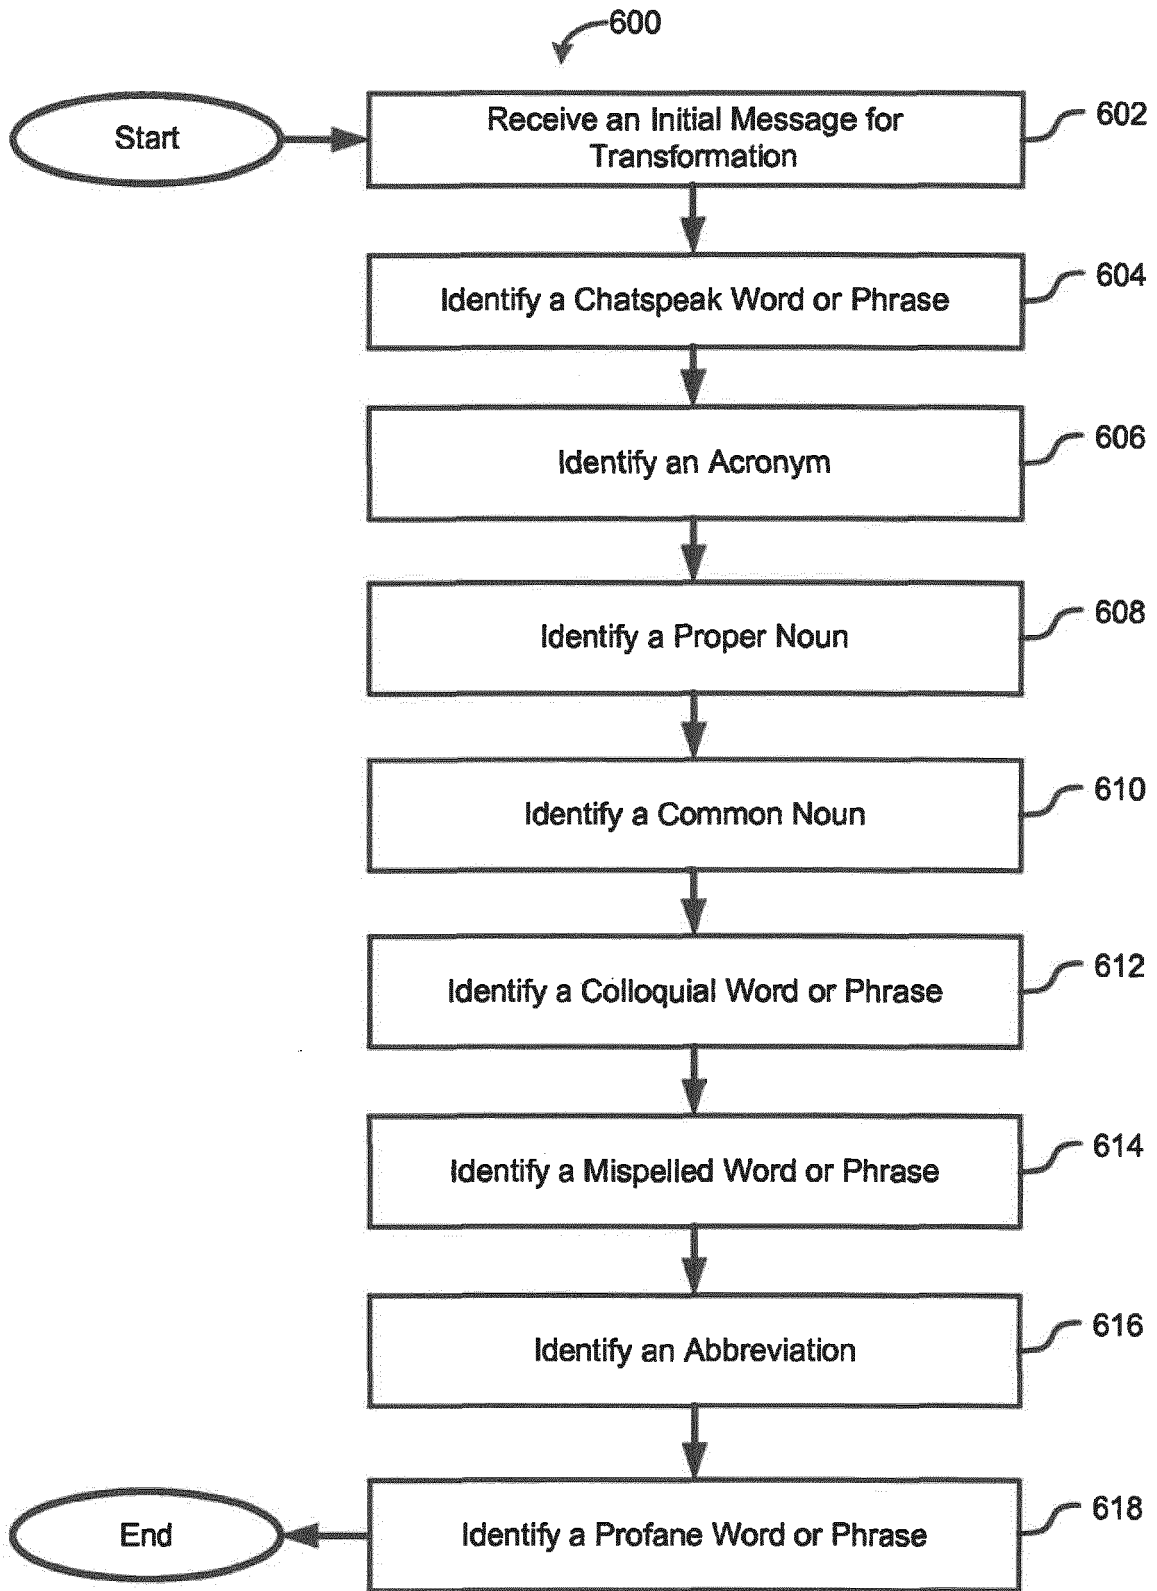 600
Start
Receive an Initial Message for
Transformation
602
Identify a Chatspeak Word or Phrase
604
Identify an Acronym
606
Identify a Proper Noun
608
Identify a Common Noun
610
Identify a Colloquial Word or Phrase
612
Identify a Mispelled Word or Phrase
614
Identify an Abbreviation
616
Identify a Profane Word or Phrase
618
End